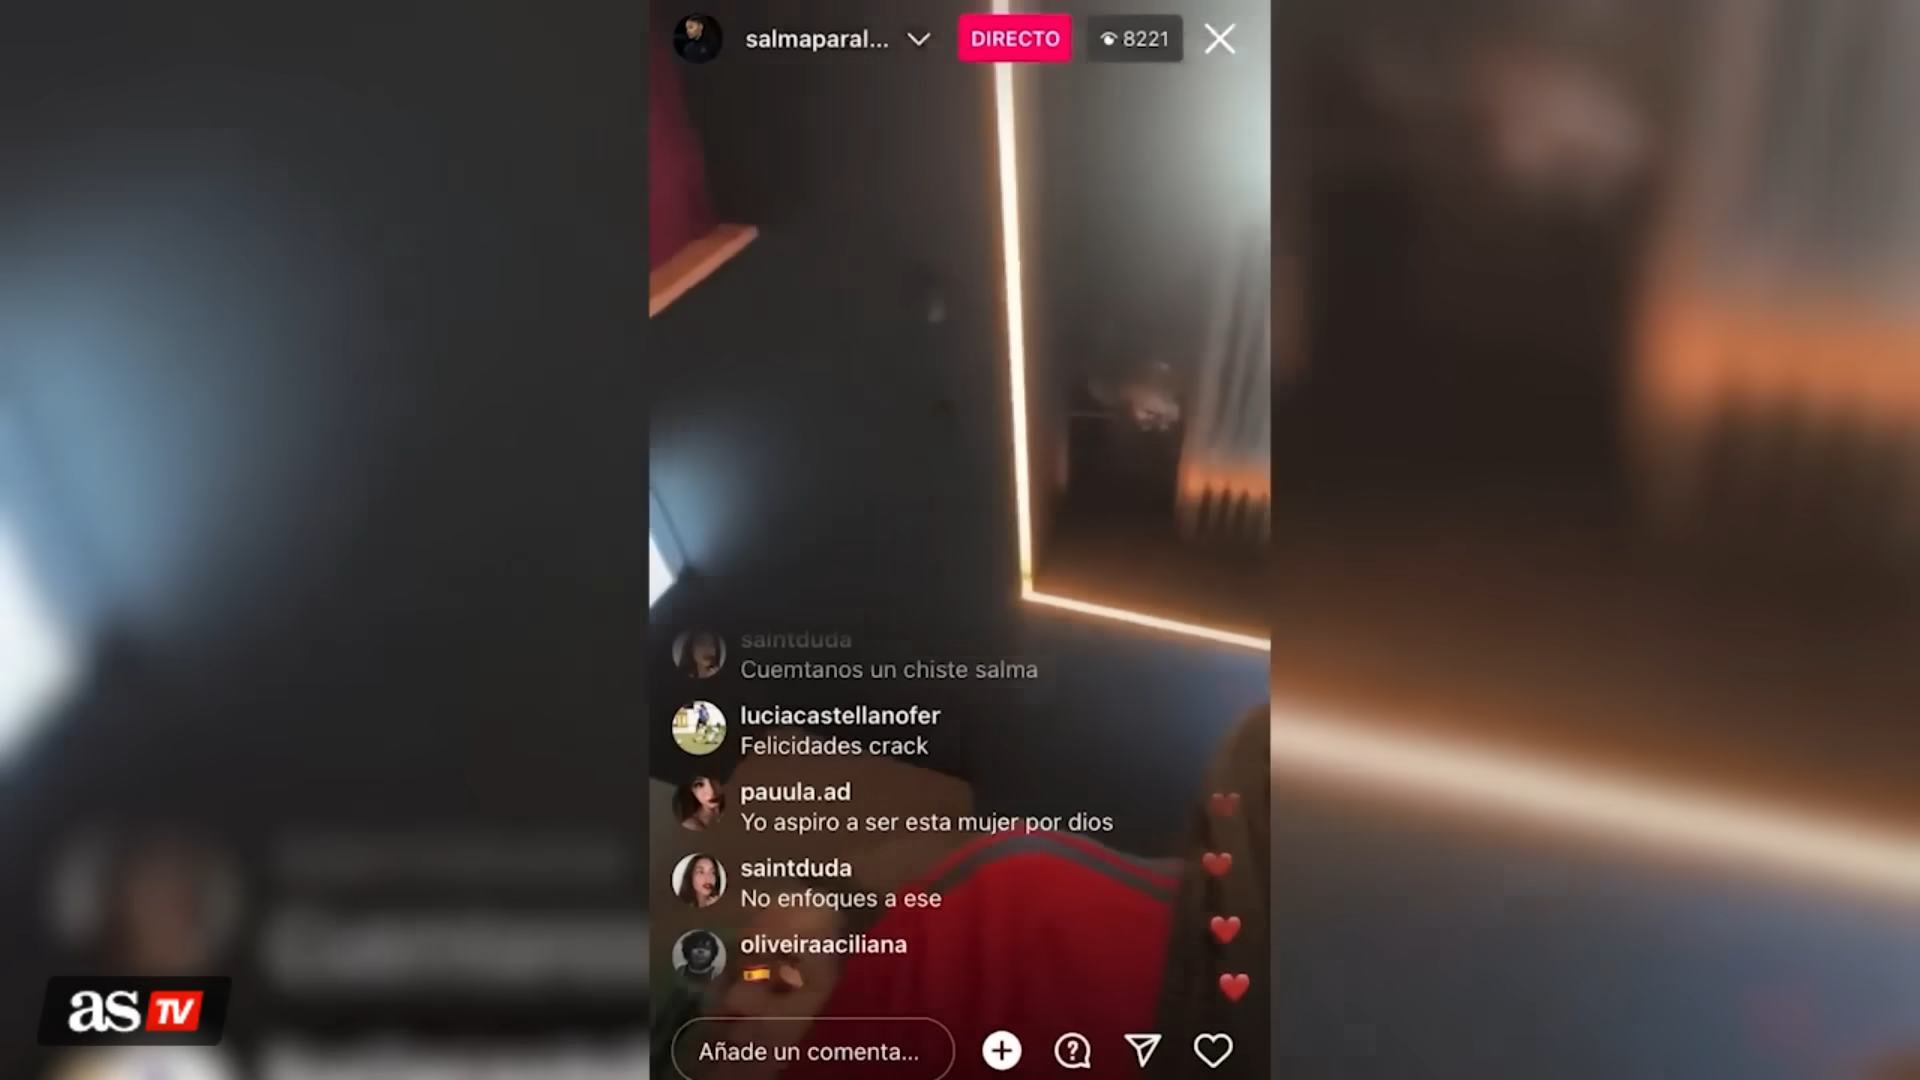 salmaparal...
DIRECTO
8221
saintduda
Cuemtanos un chiste salma
luciacastellanofer
Felicidades crack
pauula.ad
Yo aspiro a ser esta mujer por dios
saintduda
No enfoques a ese
oliveiraaciliana
Añade un comenta...
as TV